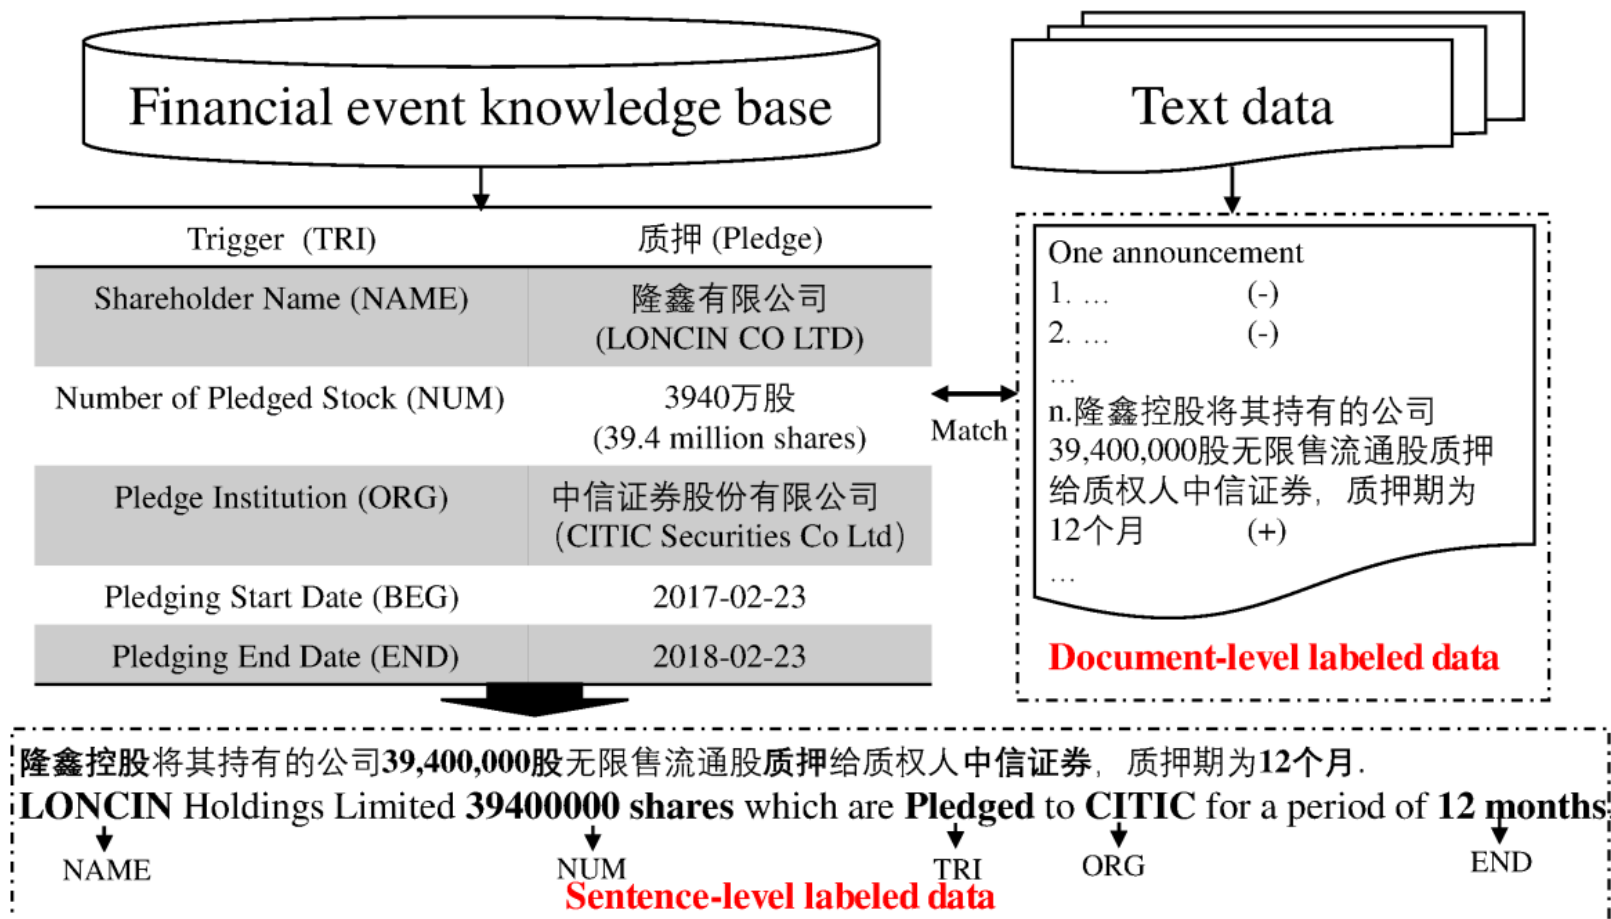 Financial event knowledge base
Text data
Trigger (TRI)
质押 (Pledge)
Shareholder Name (NAME)
隆鑫有限公司
(LONCIN CO LTD)
Number of Pledged Stock (NUM)
3940万股
(39.4 million shares)
Pledge Institution (ORG)
中信证券股份有限公司
（CITIC Securities Co Ltd）
Pledging Start Date (BEG)
2017-02-23
Pledging End Date (END)
2018-02-23
Match
One announcement
1. … (-)
2. … (-)
…
n.隆鑫控股将其持有的公司
39,400,000股无限售流通股质押
给质权人中信证券，质押期为
12个月 (+)
…
Document-level labeled data
隆鑫控股将其持有的公司39,400,000股无限售流通股质押给质权人中信证券，质押期为12个月.
LONCIN Holdings Limited 39400000 shares which are Pledged to CITIC for a period of 12 months
NAME NUM TRI ORG END
Sentence-level labeled data